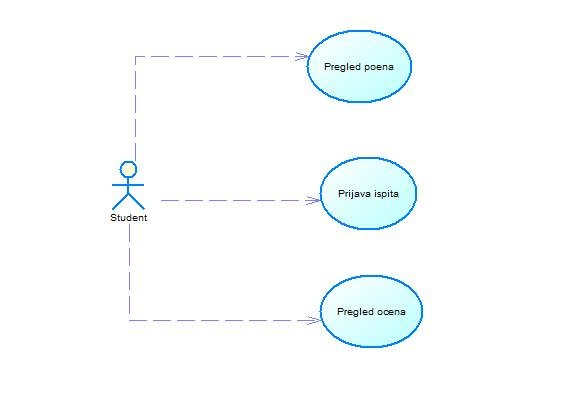 Pregled poena
Prijava ispita
Student
Pregled ocena